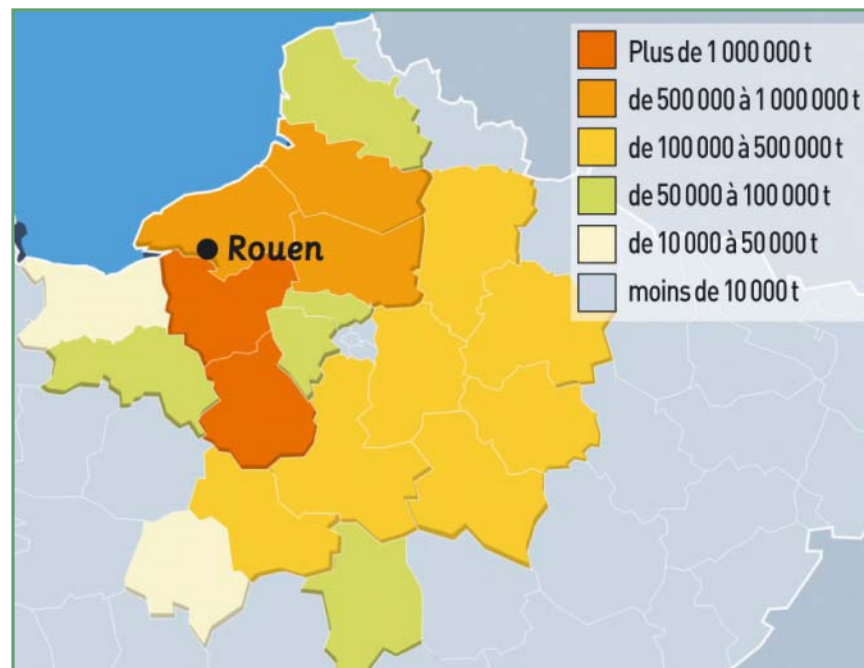 Plus de 1 000 000 t
de 500 000 à 1 000 000 t
de 100 000 à 500 000 t
de 50 000 à 100 000 t
de 10 000 à 50 000 t
moins de 10 000 t
Rouen